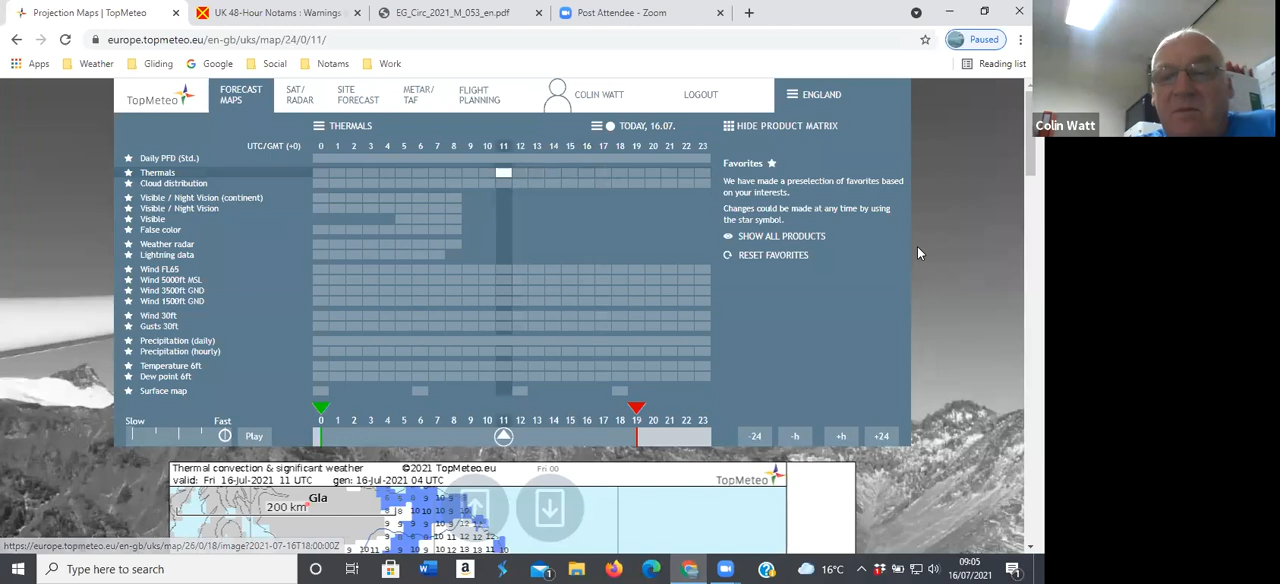 Projection Maps | TopMeteo
UK 48-Hour Notams : Warnings
EG_Circ_2021_M_053_en.pdf
Post Attendee - Zoom
europe.topmeteo.eu/en-gb/uks/map/24/0/11/
Paused
Apps Weather Gliding Google Social Notams Work Reading list
TopMeteo
FORECAST MAPS
SAT/ RADAR
SITE FORECAST
METAR/ TAF
FLIGHT PLANNING
COLIN WATT
LOGOUT
ENGLAND
Colin Watt
THERMALS
TODAY, 16.07.
HIDE PRODUCT MATRIX
UTC/GMT (+0) 0 1 2 3 4 5 6 7 8 9 10 11 12 13 14 15 16 17 18 19 20 21 22 23
Daily PFD (Std.)
Thermals
Cloud distribution
Visible / Night Vision (continent)
Visible / Night Vision
Visible
False color
Weather radar
Lightning data
Wind FL65
Wind 5000ft MSL
Wind 3500ft GND
Wind 1500ft GND
Wind 30ft
Gusts 30ft
Precipitation (daily)
Precipitation (hourly)
Temperature 6ft
Dew point 6ft
Surface map
Favorites
We have made a preselection of favorites based
on your interests.
Changes could be made at any time by using
the star symbol.
SHOW ALL PRODUCTS
RESET FAVORITES
Slow Fast
0 1 2 3 4 5 6 7 8 9 10 11 12 13 14 15 16 17 18 19 20 21 22 23
Play
-24 -h +h +24
Thermal convection & significant weather ©2021 TopMeteo.eu Fri 00
valid: Fri 16-Jul-2021 11 UTC gen: 16-Jul-2021 04 UTC
TopMeteo
Gla
200 km
https://europe.topmeteo.eu/en-gb/uks/map/26/0/18/image?2021-07-16T18:00:00Z
Type here to search
16°C
09:05
16/07/2021